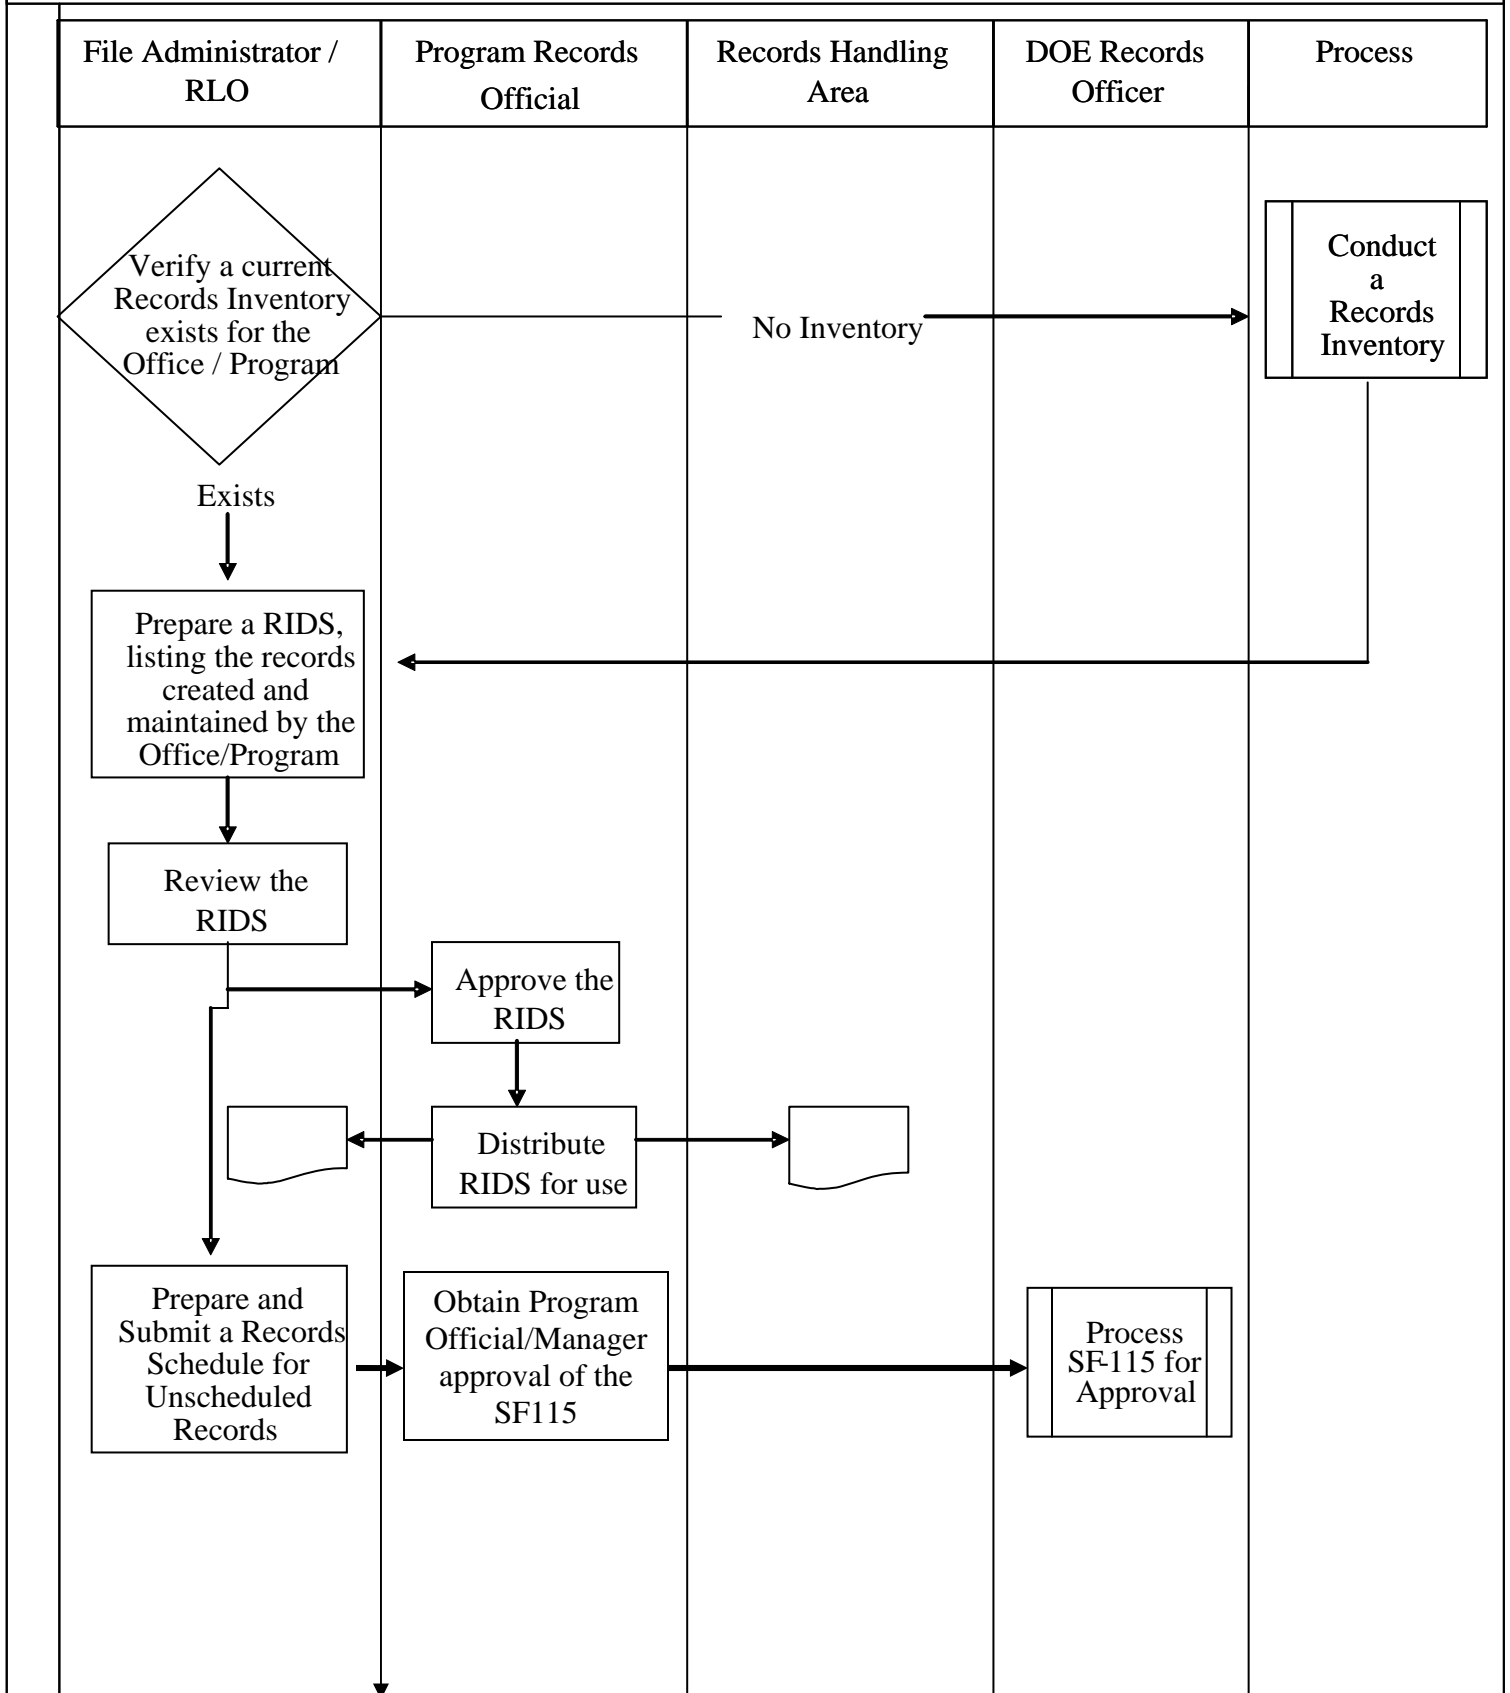 File Administrator /
RLO
Program Records
Official
Records Handling
Area
DOE Records
Officer
Process
Verify a current
Records Inventory
exists for the
Office / Program
No Inventory
Conduct
a
Records
Inventory
Exists
Prepare a RIDS,
listing the records
created and
maintained by the
Office/Program
Review the
RIDS
Approve the
RIDS
Distribute
RIDS for use
Prepare and
Submit a Records
Schedule for
Unscheduled
Records
Obtain Program
Official/Manager
approval of the
SF115
Process
SF-115 for
Approval